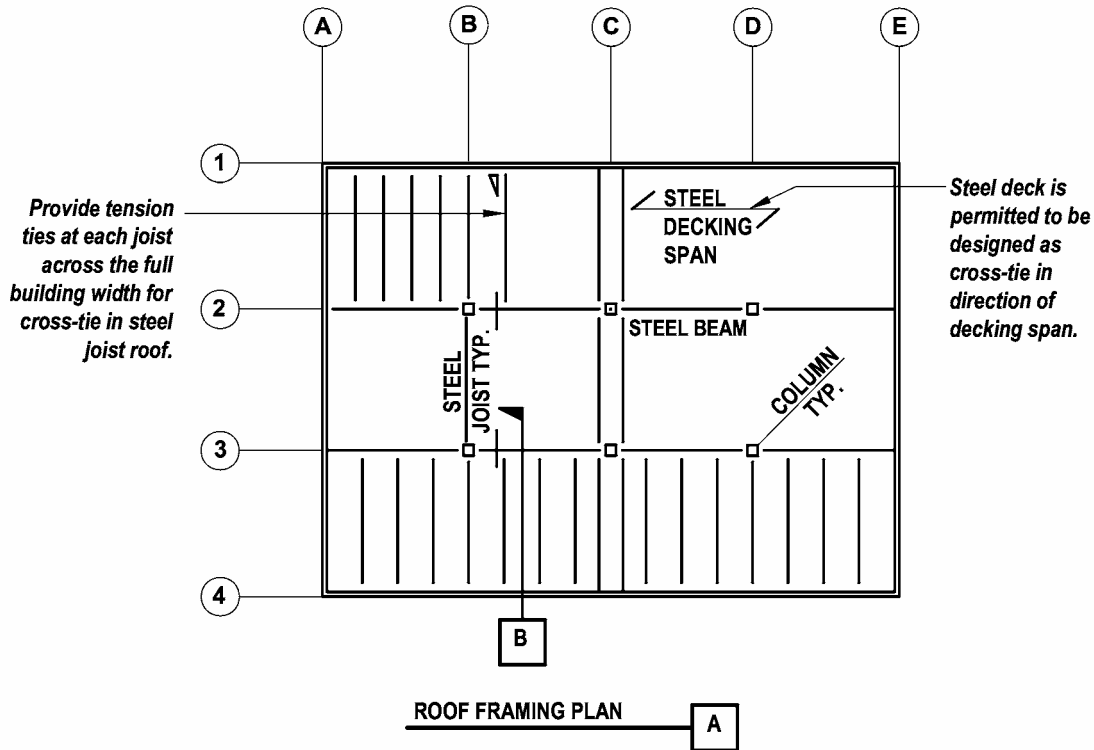 A
B
C
D
E
1
2
3
4
Provide tension
ties at each joist
across the full
building width for
cross-tie in steel
joist roof.
STEEL
DECKING
SPAN
Steel deck is
permitted to be
designed as
cross-tie in
direction of
decking span.
STEEL BEAM
STEEL
JOIST TYP.
COLUMN
TYP.
B
ROOF FRAMING PLAN
A